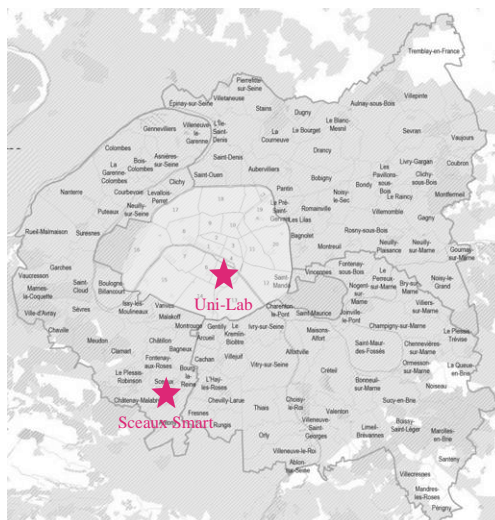 Tremblay-en-France
Pierrefitte-
sur-Seine
Villetaneuse
Épinay-sur-Seine
Stains
Dugny
Aulnay-sous-Bois
Villepinte
Villeneuve-
la-
Garenne
L'Île-
Saint-
Denis
Gennevilliers
La
Courneuve
Le Bourget
Le Blanc-
Mesnil
Sevran
Vaujours
Colombes
Bois-
Colombes
Asnières-
sur-Seine
Saint-Denis
Drancy
La
Garenne-
Colombes
Saint-Ouen
Aubervilliers
Bobigny
Livry-Gargan
Coubron
Les
Pavillons-
sous-Bois
Clichy-
sous-Bois
Nanterre
Courbevoie
Levallois-
Perret
Clichy
Pantin
Noisy-
le-Sec
Bondy
Le Raincy
Montfermeil
Puteaux
Neuilly-
sur-Seine
Le Pré-
Saint-
Gervais
Les Lilas
Romainville
Villemomble
Gagny
Rueil-Malmaison
Suresnes
17
18
Bagnolet
Rosny-sous-Bois
Montreuil
Neuilly-
Plaisance
Neuilly-
sur-Marne
Gournay-
sur-Marne
Garches
Vaucresson
Marnes-
la-Coquette
Saint-
Cloud
Boulogne
Billancourt
Saint-
Mandé
Vincennes
Fontenay-
sous-Bois
Le
Perreux-
sur-Marne
Bry-sur-
Marne
Noisy-le-
Grand
Nogent-
sur-Marne
Uni-Lab
Ville-d'Avray
Sèvres
Issy-les-
Moulineaux
Vanves
Malakoff
Charenton-
le-Pont
Saint-Maurice
Joinville-
le-Pont
Villiers-
sur-Marne
Champigny-sur-Marne
Le Plessis-
Trévise
Chaville
Meudon
Clamart
Châtillon
Montrouge
Gentilly
Le
Kremlin-
Bicêtre
Ivry-sur-Seine
Arcueil
Bagneux
Cachan
Villejuif
Alfortville
Maisons-
Alfort
Saint-Maur-
des-Fossés
Chennevières-
sur-Marne
Fontenay-
aux-Roses
Le Plessis-
Robinson
Sceaux
Bourg-
la-
Reine
L'Haÿ-
les-Roses
Vitry-sur-Seine
Créteil
Ormesson-
sur-Marne
La Queue-
en-Brie
Noiseau
Bonneuil-
sur-Marne
Châtenay-Malabry
Chevilly-Larue
Thiais
Choisy-
le-Roi
Sucy-en-Brie
Sceaux Smart
Fresnes
Rungis
Orly
Villeneuve-
Saint-
Georges
Valenton
Limeil-
Brévannes
Boissy-
Saint-Léger
Marolles-
en-Brie
Villeneuve-le-Roi
Ablon-
sur-Seine
Santeny
Villecresnes
Mandres-
les-Roses
Périgny